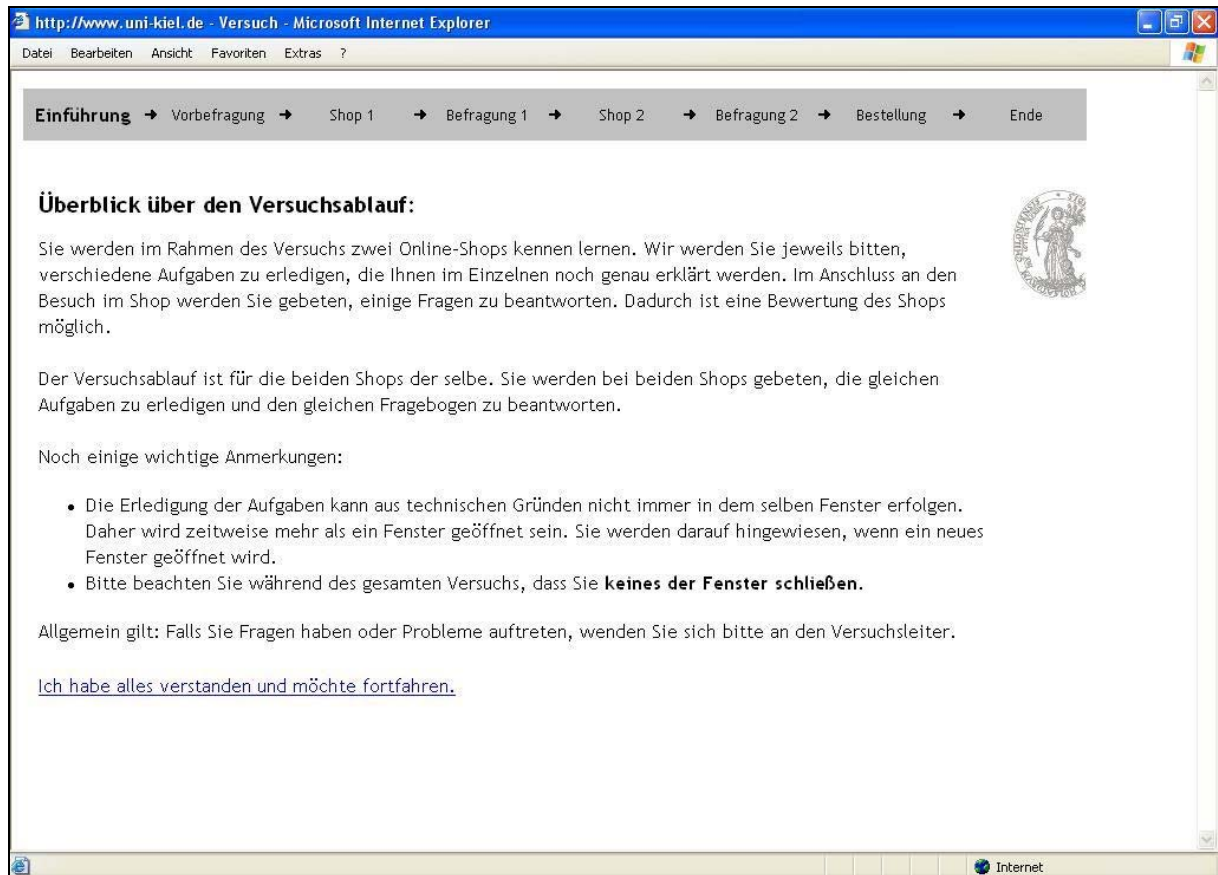 http://www.uni-kiel.de - Versuch - Microsoft Internet Explorer
Datei Bearbeiten Ansicht Favoriten Extras ?
Einführung → Vorbefragung → Shop 1 → Befragung 1 → Shop 2 → Befragung 2 → Bestellung → Ende
Überblick über den Versuchsablauf:
Sie werden im Rahmen des Versuchs zwei Online-Shops kennen lernen. Wir werden Sie jeweils bitten,
verschiedene Aufgaben zu erledigen, die Ihnen im Einzelnen noch genau erklärt werden. Im Anschluss an den
Besuch im Shop werden Sie gebeten, einige Fragen zu beantworten. Dadurch ist eine Bewertung des Shops
möglich.
Der Versuchsablauf ist für die beiden Shops der selbe. Sie werden bei beiden Shops gebeten, die gleichen
Aufgaben zu erledigen und den gleichen Fragebogen zu beantworten.
Noch einige wichtige Anmerkungen:
• Die Erledigung der Aufgaben kann aus technischen Gründen nicht immer in dem selben Fenster erfolgen.
Daher wird zeitweise mehr als ein Fenster geöffnet sein. Sie werden darauf hingewiesen, wenn ein neues
Fenster geöffnet wird.
• Bitte beachten Sie während des gesamten Versuchs, dass Sie keines der Fenster schließen.
Allgemein gilt: Falls Sie Fragen haben oder Probleme auftreten, wenden Sie sich bitte an den Versuchsleiter.
Ich habe alles verstanden und möchte fortfahren.
Internet